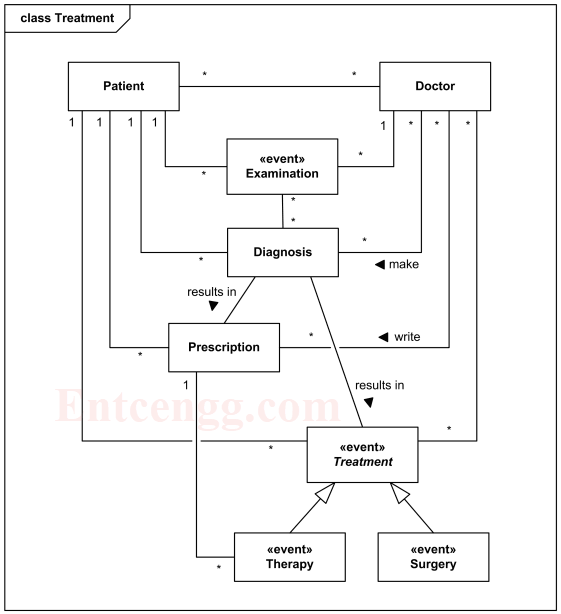 class Treatment
Patient
*
*
Doctor
1
1
1
1
1
*
*
*
«event»
Examination
*
*
*
*
Diagnosis
*
*
◀ make
results in
▼
Prescription
*
*
◀ write
1
Entcengg.com
results in
▼
«event»
Treatment
*
*
«event»
Therapy
*
«event»
Surgery